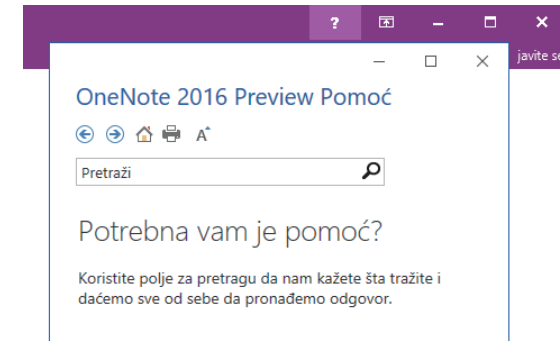 ?
javite se
OneNote 2016 Preview Pomoć
A
Pretraži
Potrebna vam je pomoć?
Koristite polje za pretragu da nam kažete šta tražite i
daćemo sve od sebe da pronađemo odgovor.